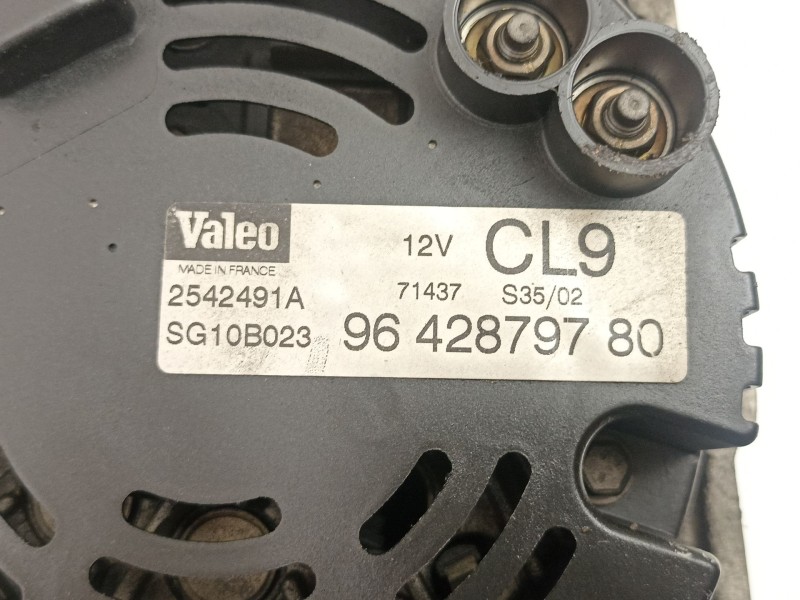 Valeo
MADE IN FRANCE
12V
CL9
2542491A
71437
S35/02
SG10B023
96 428797 80